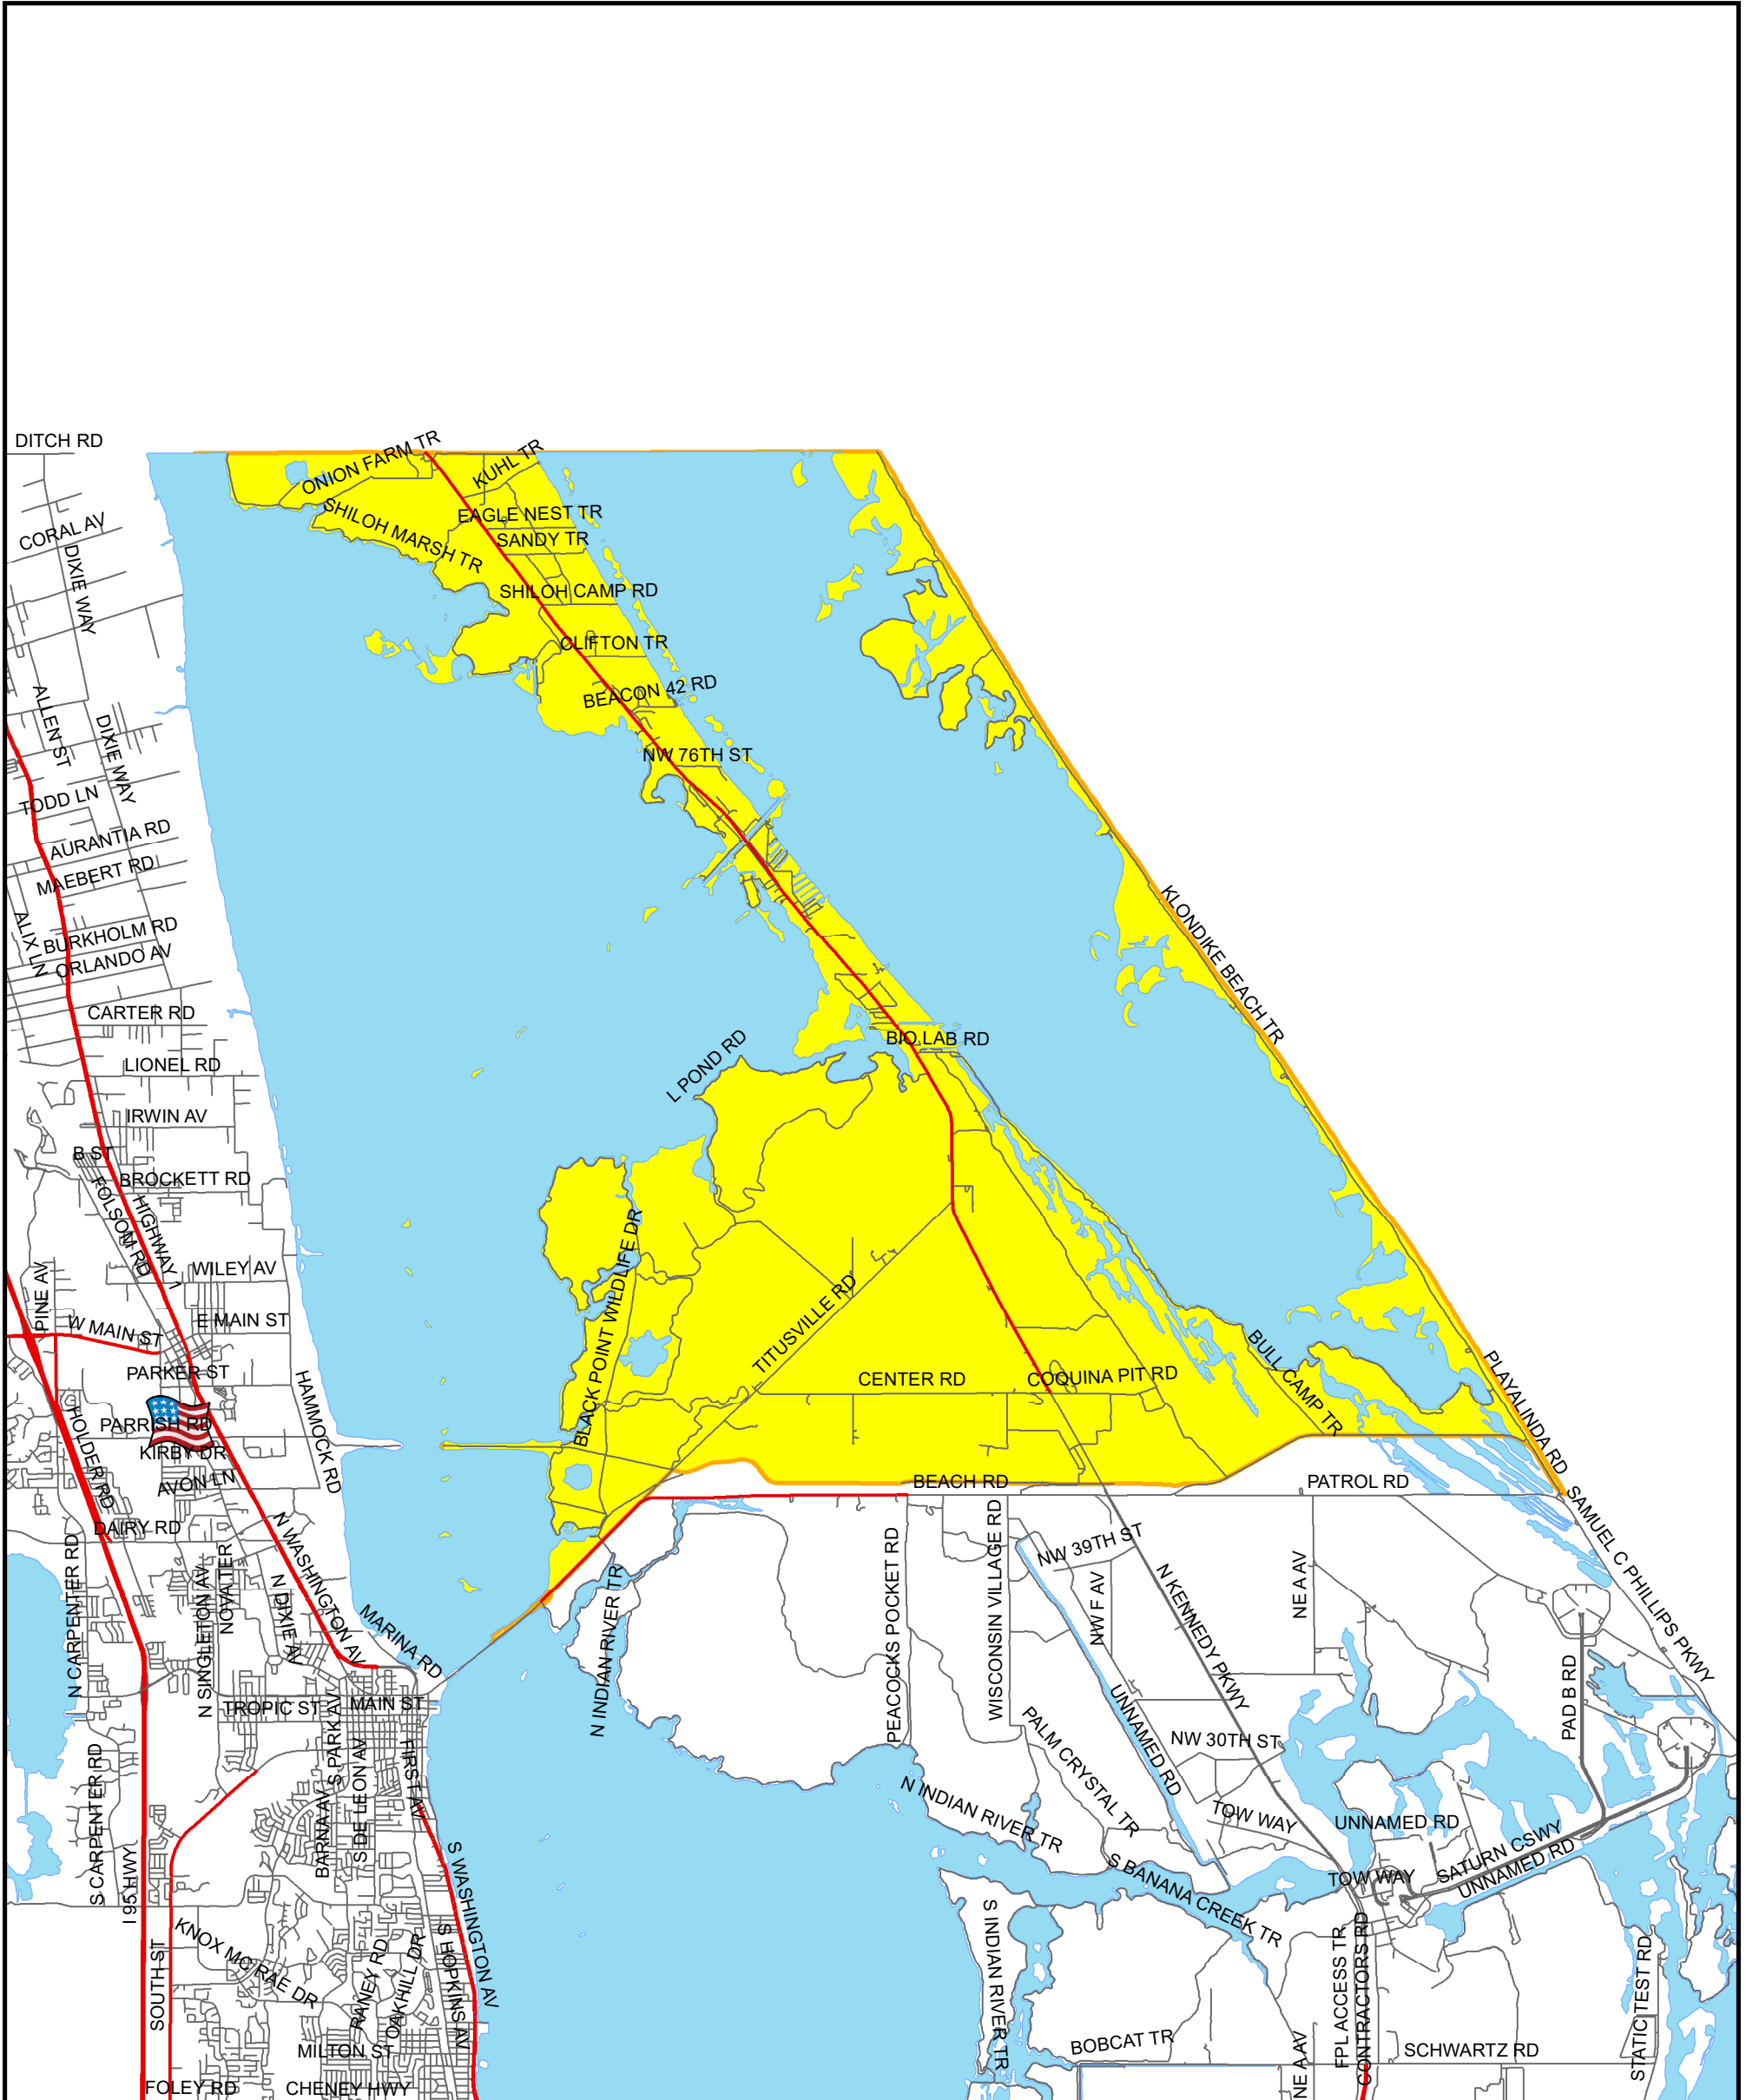 DITCH RD
ONION FARM TR
KUHL TR
CORAL AV
DIXIE WAY
SHILOH MARSH TR
EAGLE NEST TR
SANDY TR
SHILOH CAMP RD
CLIFTON TR
BEACON 42 RD
ALLEN ST
DIXIE WAY
NW 76TH ST
TODD LN
AURANTIA RD
MAEBERT RD
ALIX LN
BURKHOLM RD
ORLANDO AV
KLONDIKE BEACH TR
CARTER RD
BIO LAB RD
LIONEL RD
L POND RD
IRWIN AV
B ST
BROCKETT RD
FOLSOM RD
HIGHWAY 1
WILEY AV
BLACK POINT WILDLIFE DR
PINE AV
W MAIN ST
E MAIN ST
TITUSVILLE RD
BULL CAMP TR
PARKER ST
HAMMOCK RD
CENTER RD
COQUINA PIT RD
PLAYALINDA RD
HOLDER RD
PARRISH RD
KIRBY DR
AVON LN
BEACH RD
PATROL RD
SAMUEL C PHILLIPS PKWY
DAIRY RD
N WASHINGTON AV
N CARPENTER RD
N SINGLETON AV
NOVA TER
N DIXIE AV
MARINA RD
N INDIAN RIVER TR
PEACOCKS POCKET RD
WISCONSIN VILLAGE RD
NW 39TH ST
NW F AV
N KENNEDY PKWY
NE A AV
PAD B RD
TROPIC ST
MAIN ST
S PARK AV
UNNAMED RD
NW 30TH ST
PALM CRYSTAL TR
S CARPENTER RD
FIRST AV
BARNA AV
S DE LEON AV
N INDIAN RIVER TR
TOW WAY
UNNAMED RD
SATURN CSWY
UNNAMED RD
I 95 HWY
S WASHINGTON AV
S BANANA CREEK TR
TOW WAY
KNOX MC RAE DR
SOUTH ST
RANEY RD
OAKHILL DR
S HOPKINS AV
S INDIAN RIVER TR
FPL ACCESS TR
CONTRACTORS RD
STATIC TEST RD
MILTON ST
BOBCAT TR
SCHWARTZ RD
FOLEY RD
CHENEY HWY
NE A AV